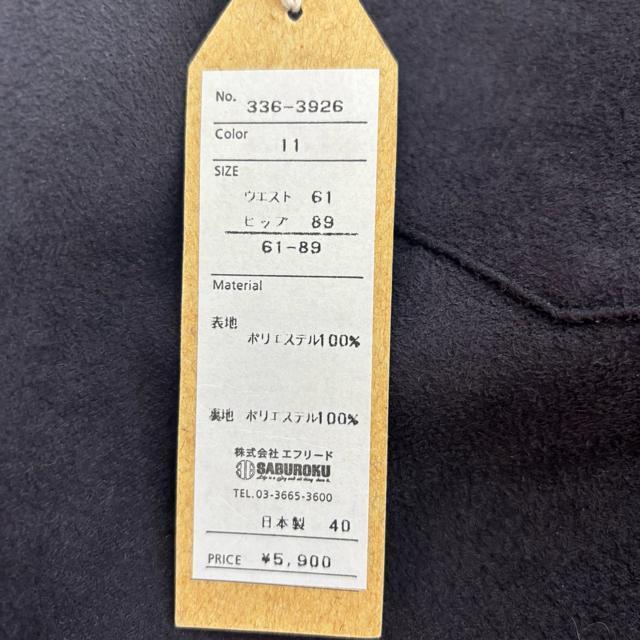 No. 336-3926
Color 11
SIZE
ウエスト 61
ヒップ 89
61-89
Material
表地
ポリエステル100%
裏地 ポリエステル100%
株式会社 エフリード
SABUROKU
TEL.03-3665-3600
日本製 40
PRICE ¥5,900